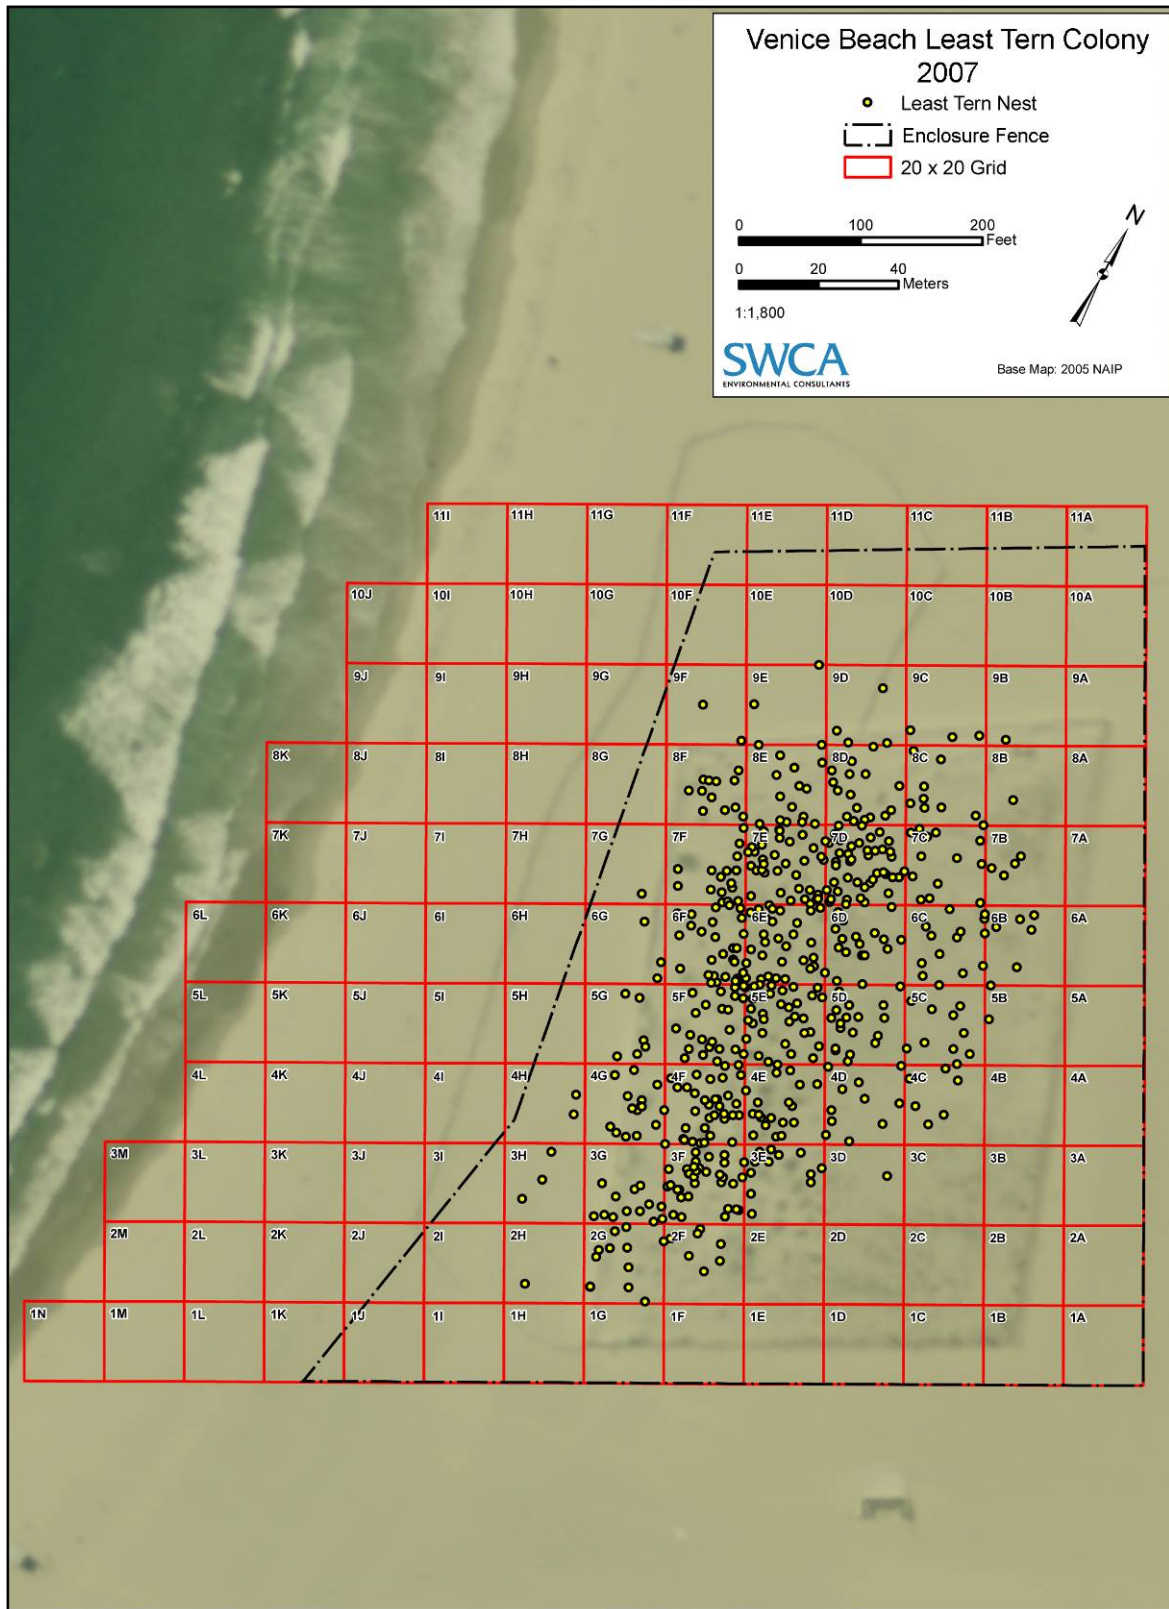 Venice Beach Least Tern Colony
2007
Least Tern Nest
Enclosure Fence
20 x 20 Grid
0 100 200
Feet
0 20 40
Meters
1:1,800
N
SWCA
ENVIRONMENTAL CONSULTANTS
Base Map: 2005 NAIP
11I 11H 11G 11F 11E 11D 11C 11B 11A
10J 10I 10H 10G 10F 10E 10D 10C 10B 10A
9J 9I 9H 9G 9F 9E 9D 9C 9B 9A
8K 8J 8I 8H 8G 8F 8E 8D 8C 8B 8A
7K 7J 7I 7H 7G 7F 7E 7D 7C 7B 7A
6L 6K 6J 6I 6H 6G 6F 6E 6D 6C 6B 6A
5L 5K 5J 5I 5H 5G 5F 5E 5D 5C 5B 5A
4L 4K 4J 4I 4H 4G 4F 4E 4D 4C 4B 4A
3M 3L 3K 3J 3I 3H 3G 3F 3E 3D 3C 3B 3A
2M 2L 2K 2J 2I 2H 2G 2F 2E 2D 2C 2B 2A
1N 1M 1L 1K 1J 1I 1H 1G 1F 1E 1D 1C 1B 1A